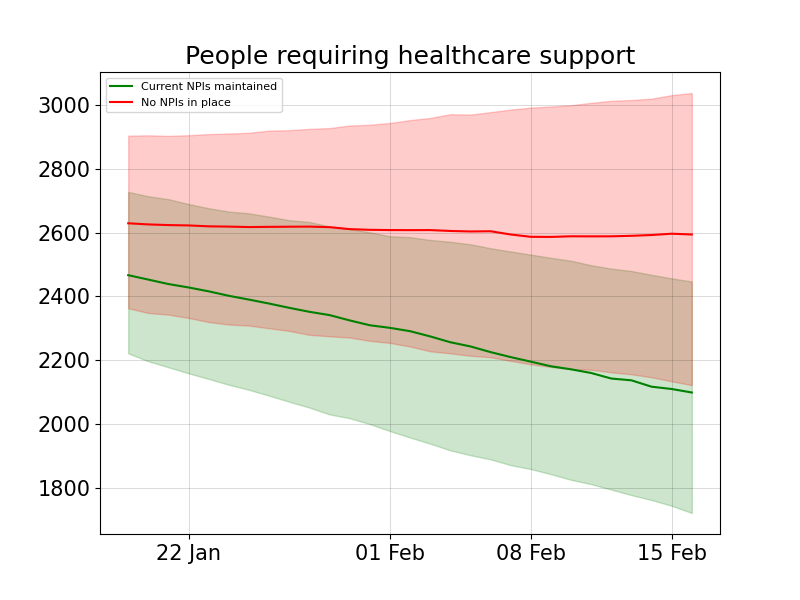 People requiring healthcare support
Current NPIs maintained
No NPIs in place
3000
2800
2600
2400
2200
2000
1800
22 Jan
01 Feb
08 Feb
15 Feb